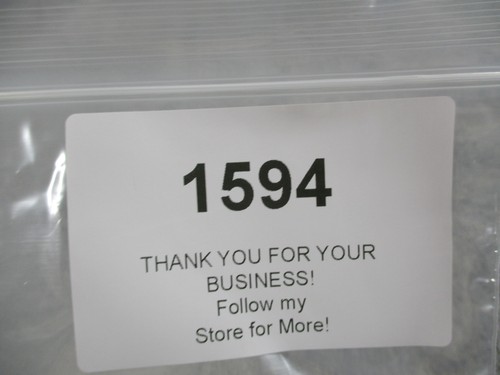 1594
THANK YOU FOR YOUR
BUSINESS!
Follow my
Store for More!